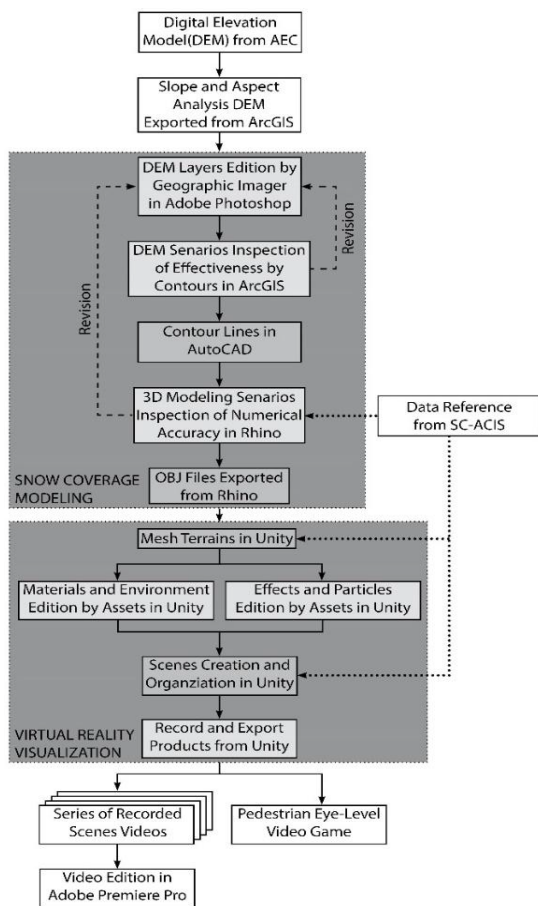 Digital Elevation
Model(DEM) from AEC
Slope and Aspect
Analysis DEM
Exported from ArcGIS
DEM Layers Edition by
Geographic Imager
in Adobe Photoshop
Revision
DEM Senarios Inspection
of Effectiveness by
Contours in ArcGIS
Revision
Contour Lines in
AutoCAD
3D Modeling Senarios
Inspection of Numerical
Accuracy in Rhino
Data Reference
from SC-ACIS
OBJ Files Exported
from Rhino
SNOW COVERAGE
MODELING
Mesh Terrains in Unity
Materials and Environment
Edition by Assets in Unity
Effects and Particles
Edition by Assets in Unity
Scenes Creation and
Organziation in Unity
Record and Export
Products from Unity
VIRTUAL REALITY
VISUALIZATION
Series of Recorded
Scenes Videos
Pedestrian Eye-Level
Video Game
Video Edition in
Adobe Premiere Pro